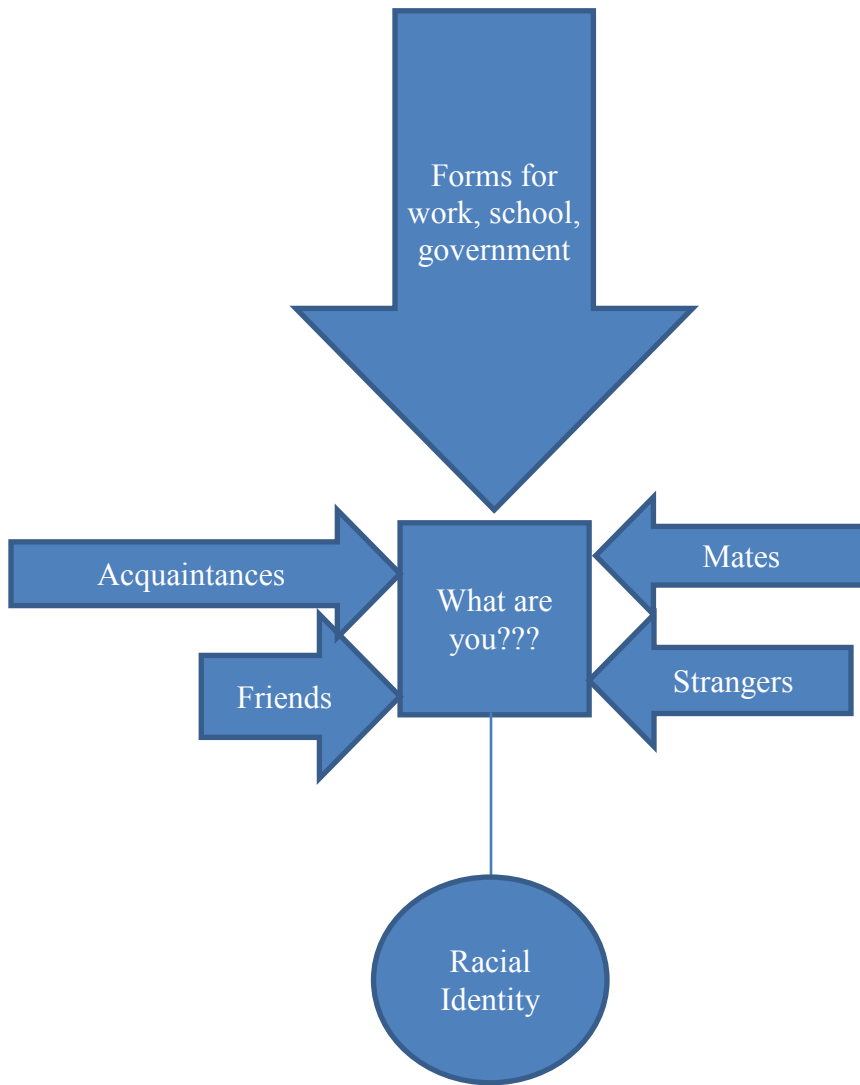 Forms for
work, school,
government
Acquaintances
Mates
What are
you???
Friends
Strangers
Racial
Identity